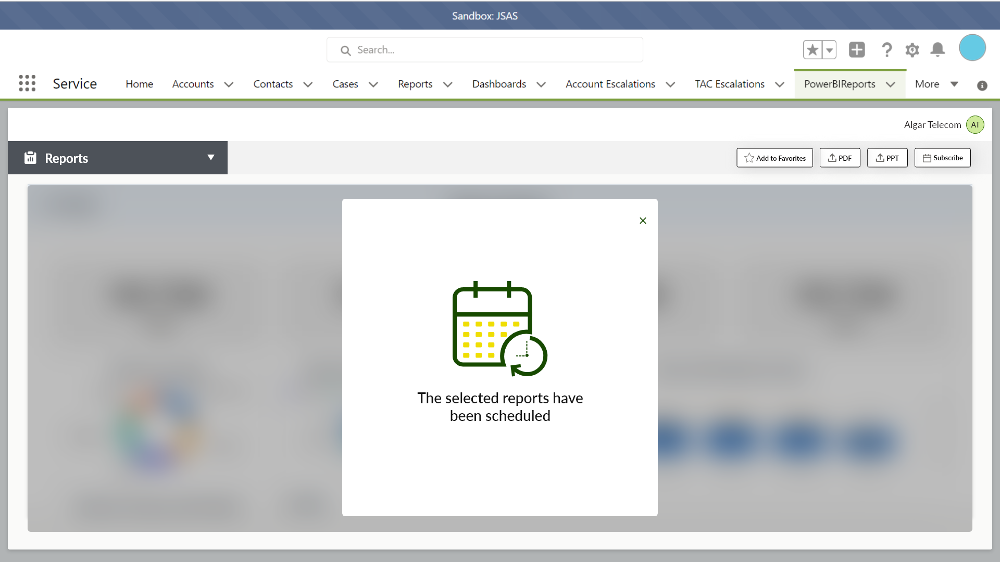 Sandbox: JSAS
Search...
Service
Home
Accounts
Contacts
Cases
Reports
Dashboards
Account Escalations
TAC Escalations
PowerBIReports
More
Algar Telecom
AT
Reports
Add to Favorites
PDF
PPT
Subscribe
The selected reports have
been scheduled